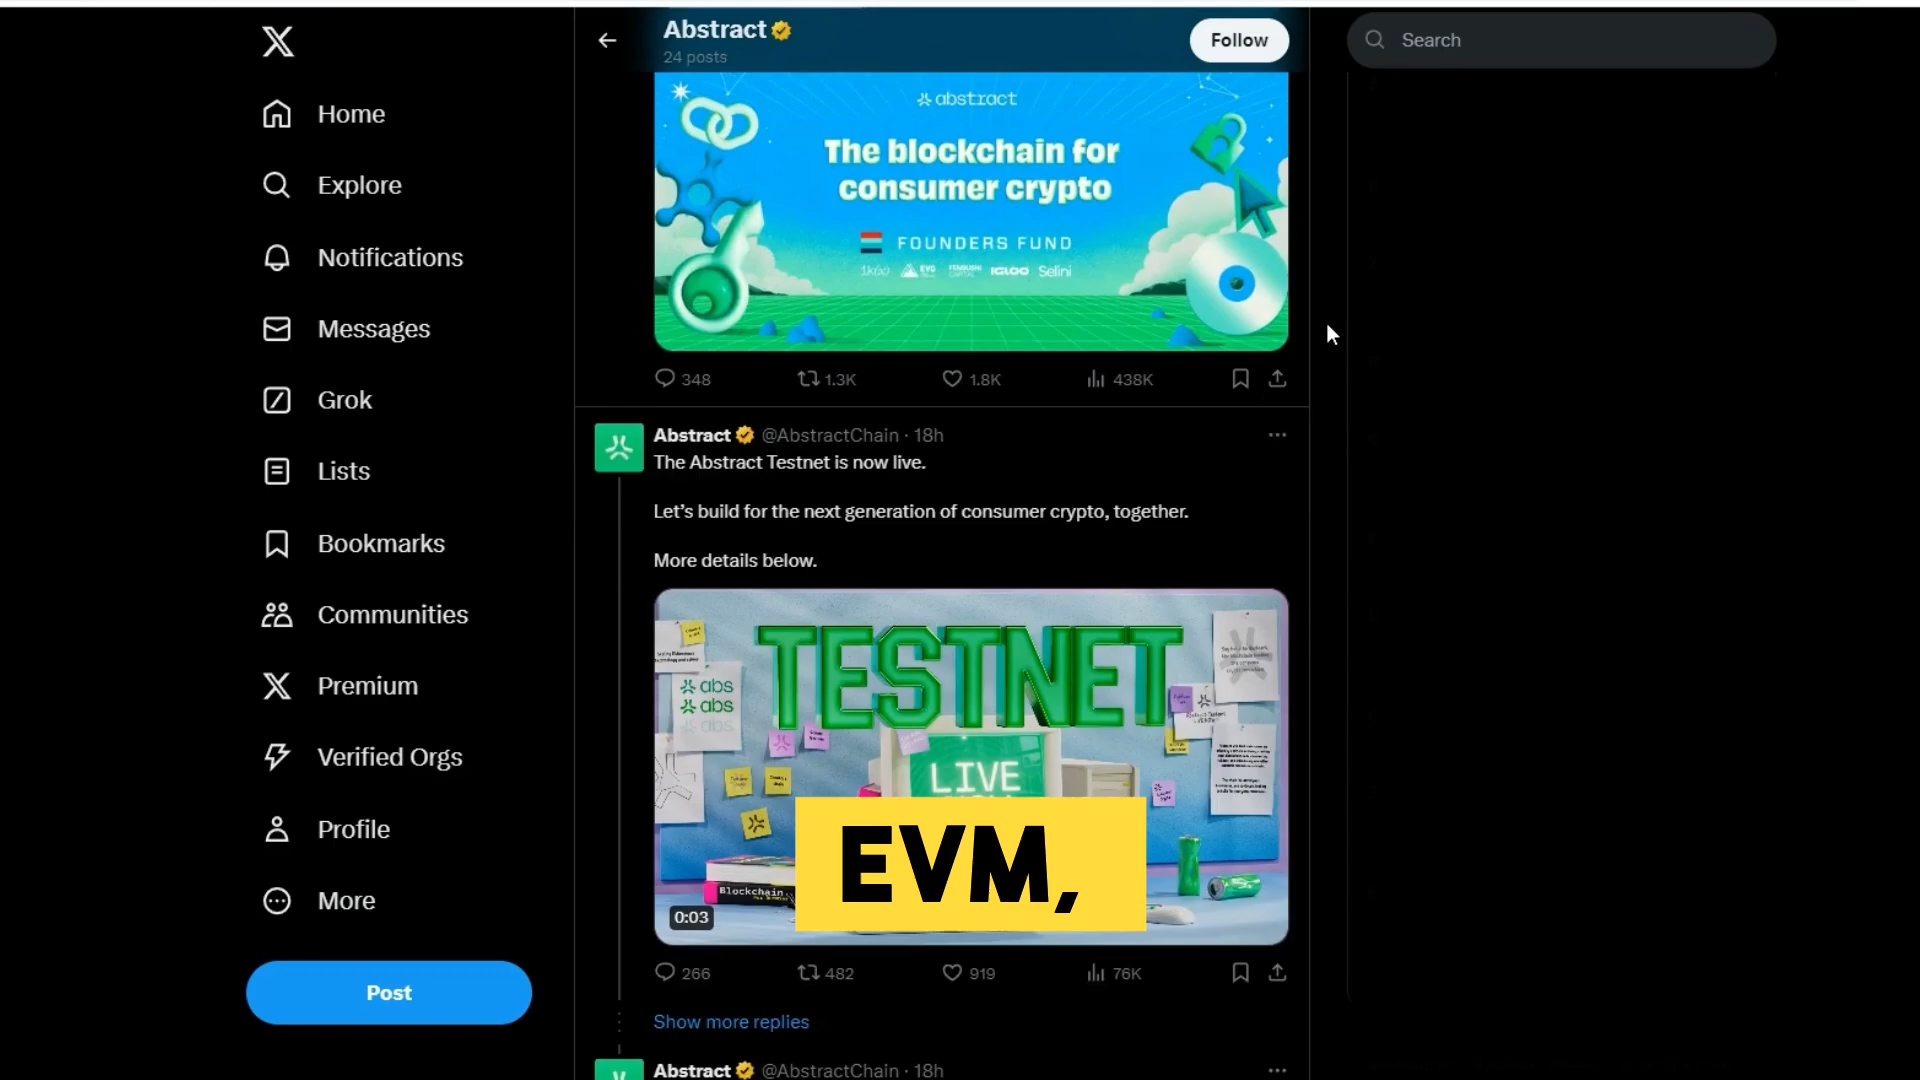 Home
Explore
Notifications
Messages
Grok
Lists
Bookmarks
Communities
Premium
Verified Orgs
Profile
More
Post
Abstract
24 posts
Follow
Search
abstract
The blockchain for
consumer crypto
FOUNDERS FUND
1k(x) EVG IGLOO Selini
348 1.3K 1.8K 438K
Abstract @AbstractChain · 18h
The Abstract Testnet is now live.
Let’s build for the next generation of consumer crypto, together.
More details below.
TESTNET
abs
abs
abs
LIVE
Blockchain
EVM,
0:03
266 482 919 76K
Show more replies
Abstract @AbstractChain · 18h